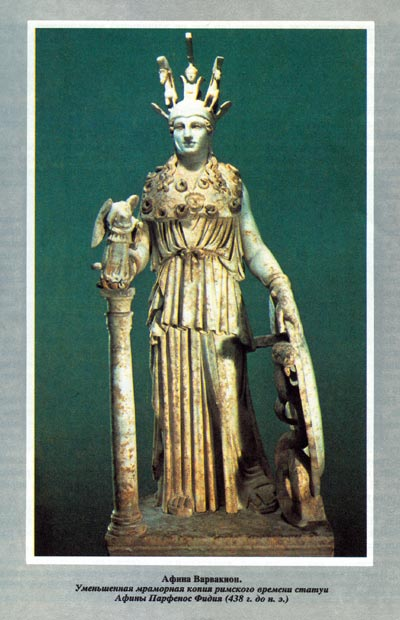 Афина Варвакион.
Уменьшенная мраморная копия римского времени статуи
Афины Парфенос Фидия (438 г. до н. э.)